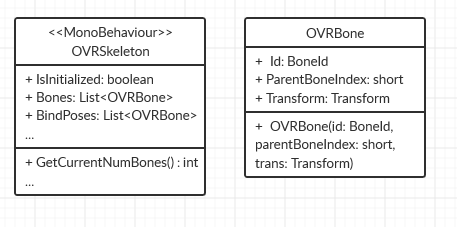 <<MonoBehaviour>>
OVRSkeleton
+ IsInitialized: boolean
+ Bones: List<OVRBone>
+ BindPoses: List<OVRBone>
...
+ GetCurrentNumBones() : int
...
OVRBone
+ Id: BoneId
+ ParentBoneIndex: short
+ Transform: Transform
+ OVRBone(id: BoneId,
parentBoneIndex: short,
trans: Transform)